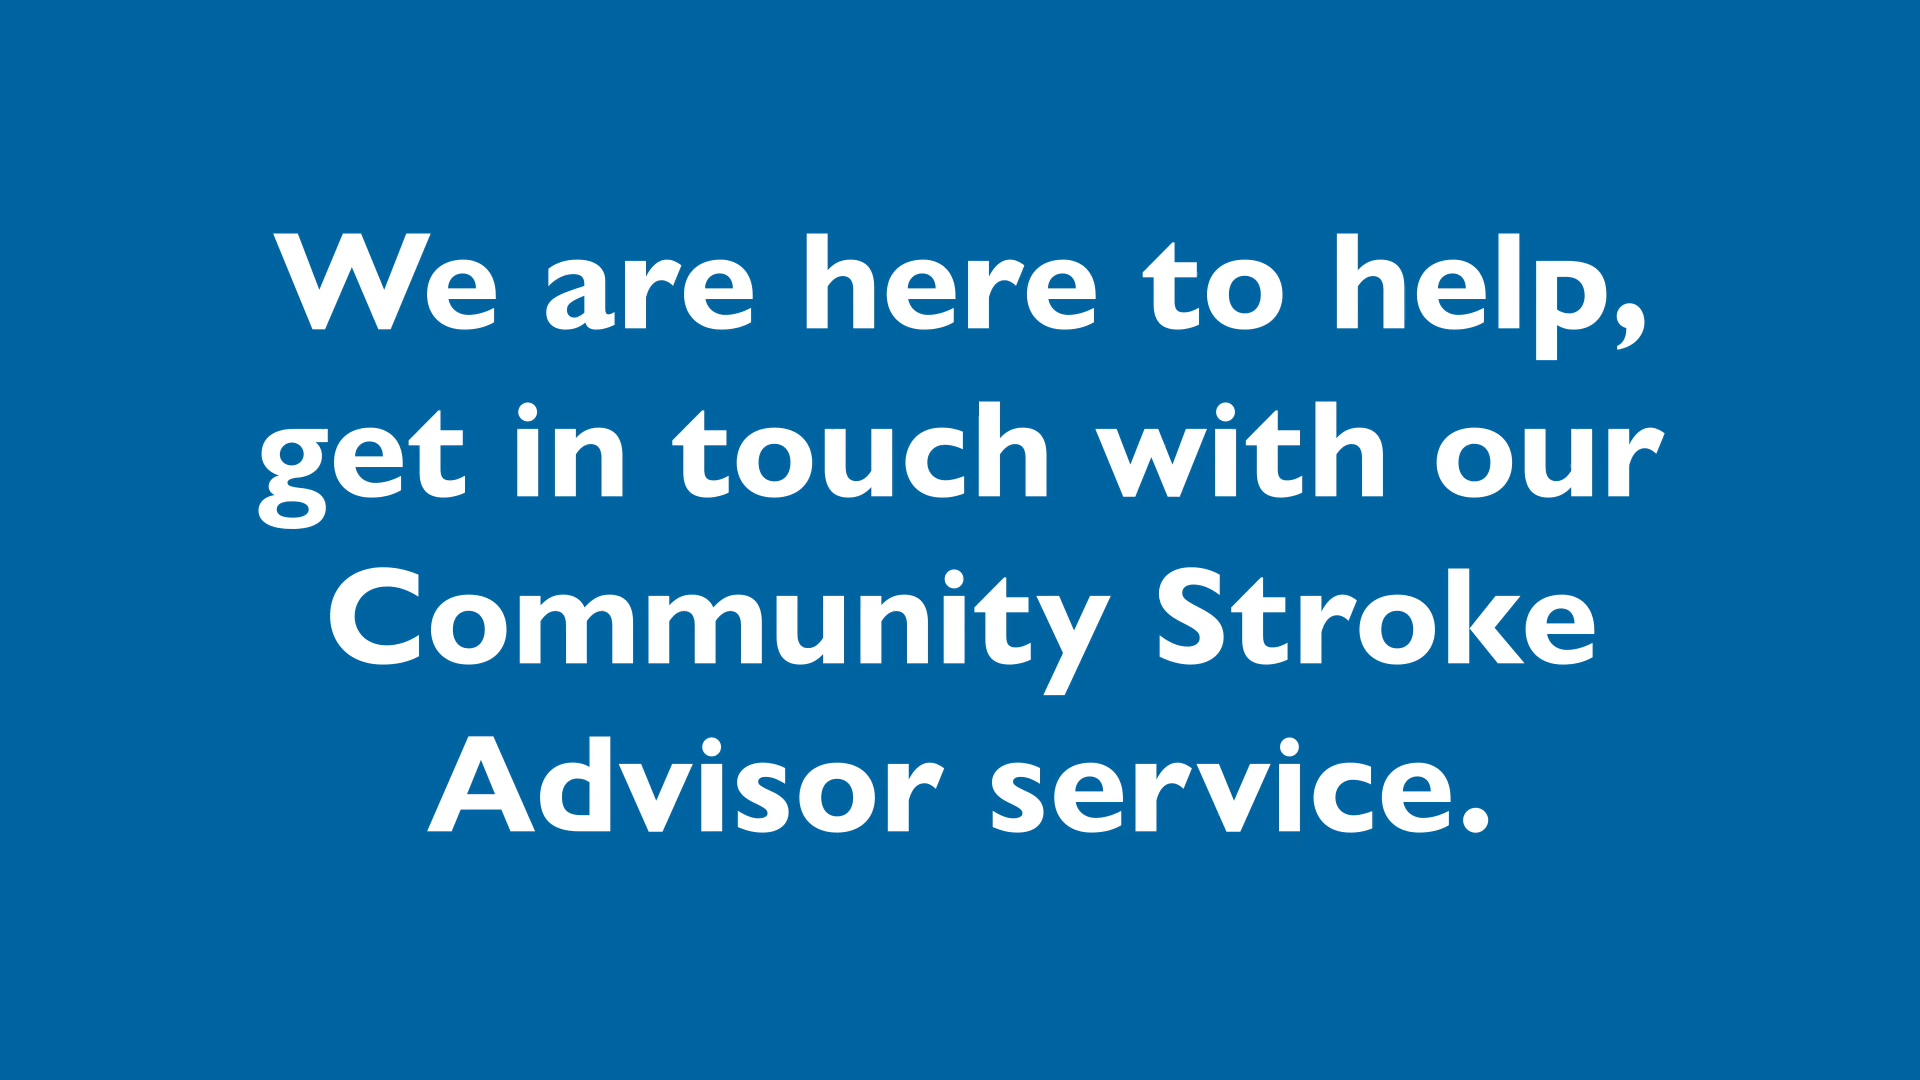 We are here to help,
get in touch with our
Community Stroke
Advisor service.